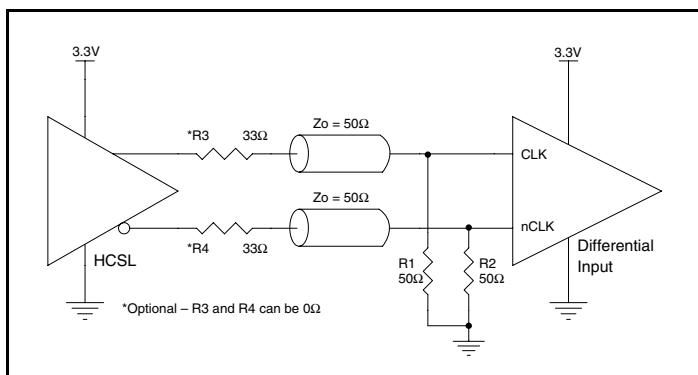 3.3V
3.3V
*R3
33Ω
Zo = 50Ω
CLK
Zo = 50Ω
nCLK
*R4
33Ω
HCSL
R1
50Ω
R2
50Ω
Differential
Input
*Optional – R3 and R4 can be 0Ω